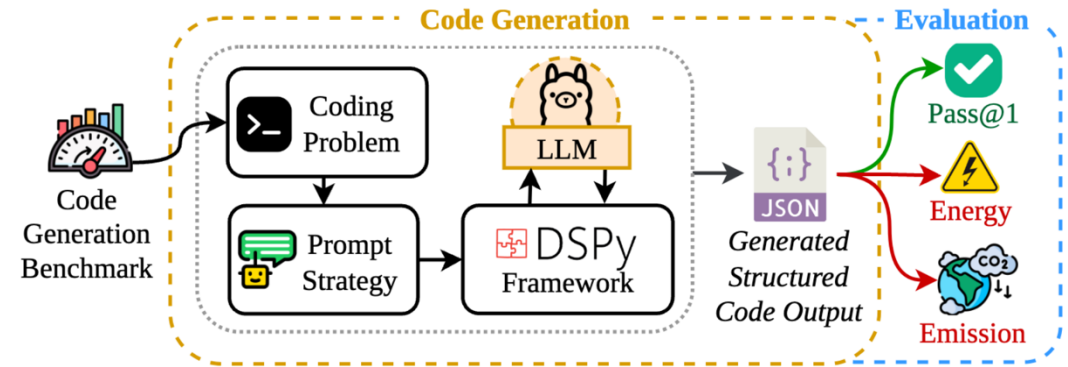 Code Generation
Evaluation
Code
Generation
Benchmark
>_ Coding
Problem
Prompt
Strategy
LLM
DSPy
Framework
{;}
JSON
Generated
Structured
Code Output
Pass@1
Energy
CO2
Emission